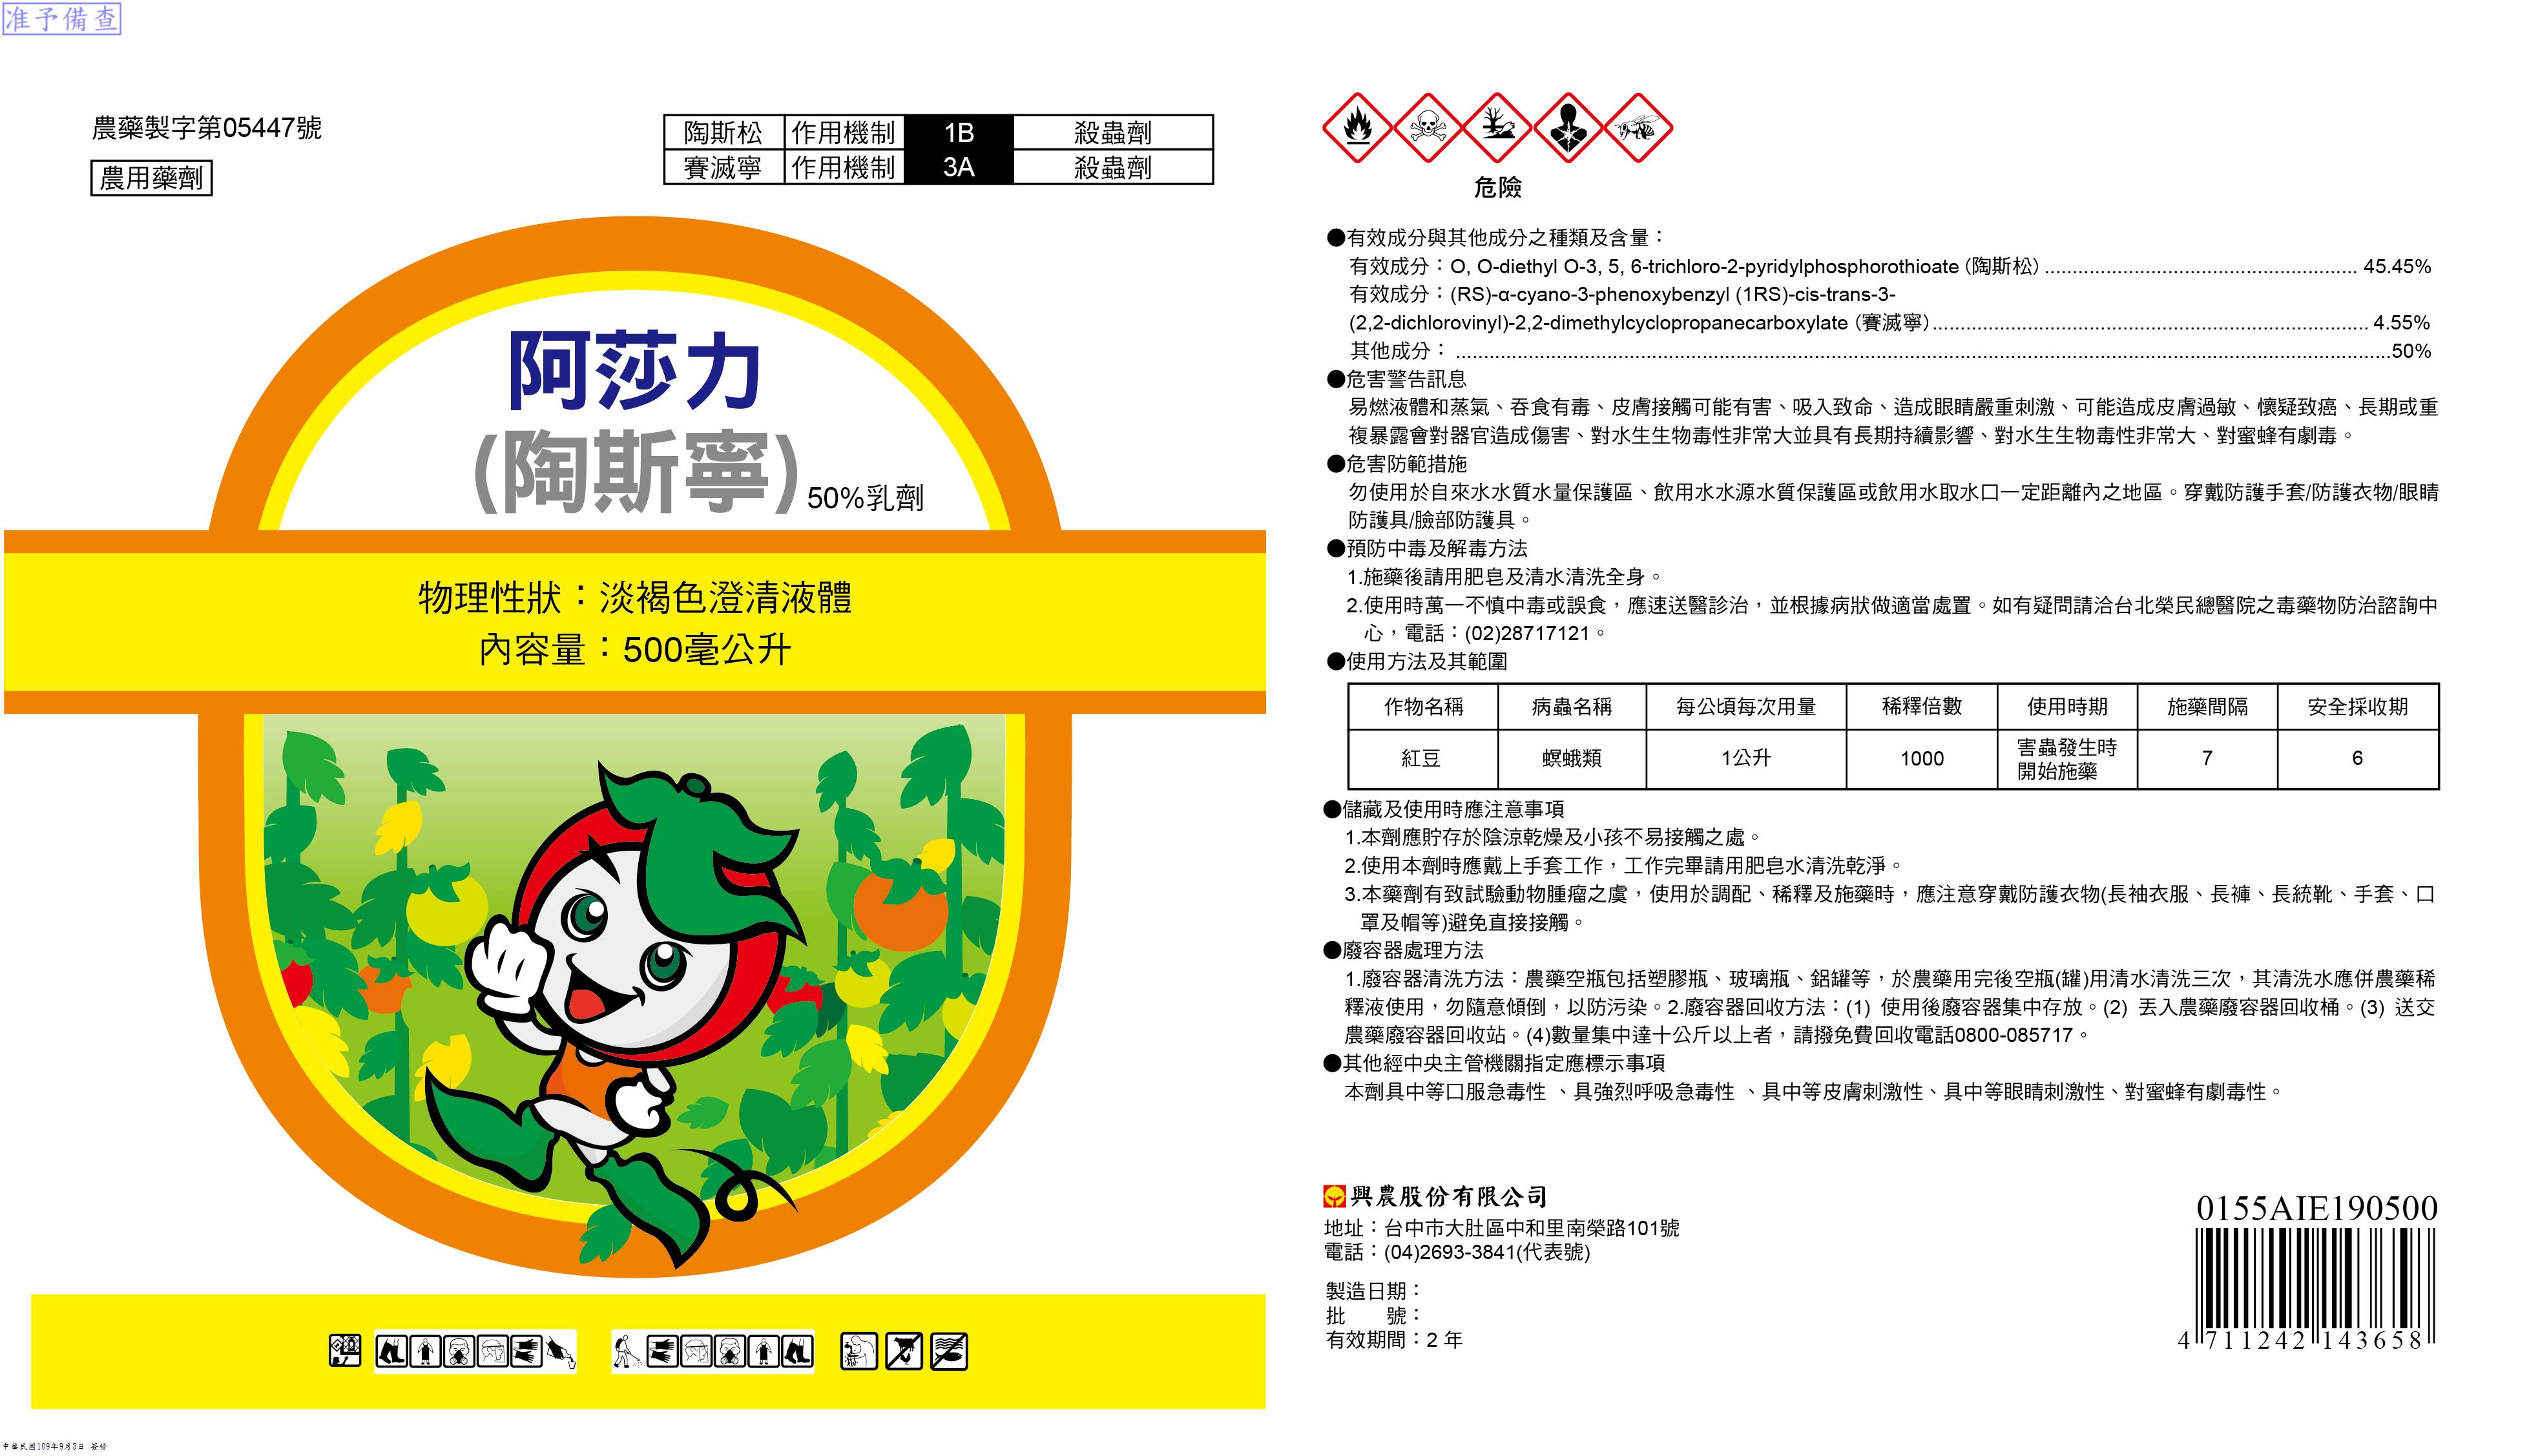 准予備查
農藥製字第05447號
農用藥劑
陶斯松 作用機制 1B 殺蟲劑
賽滅寧 作用機制 3A 殺蟲劑
阿莎力
(陶斯寧) 50%乳劑
物理性狀：淡褐色澄清液體
內容量：500毫公升
中華民國109年9月3日 簽發
危險
●有效成分與其他成分之種類及含量：
有效成分：O, O-diethyl O-3, 5, 6-trichloro-2-pyridylphosphorothioate (陶斯松) ........................................................ 45.45%
有效成分：(RS)-α-cyano-3-phenoxybenzyl (1RS)-cis-trans-3-
(2,2-dichlorovinyl)-2,2-dimethylcyclopropanecarboxylate (賽滅寧).............................................................................. 4.55%
其他成分： .......................................................................................................................................................................50%
●危害警告訊息
易燃液體和蒸氣、吞食有毒、皮膚接觸可能有害、吸入致命、造成眼睛嚴重刺激、可能造成皮膚過敏、懷疑致癌、長期或重
複暴露會對器官造成傷害、對水生生物毒性非常大並具有長期持續影響、對水生生物毒性非常大、對蜜蜂有劇毒。
●危害防範措施
勿使用於自來水水質水量保護區、飲用水水源水質保護區或飲用水取水口一定距離內之地區。穿戴防護手套/防護衣物/眼睛
防護具/臉部防護具。
●預防中毒及解毒方法
1.施藥後請用肥皂及清水清洗全身。
2.使用時萬一不慎中毒或誤食，應速送醫診治，並根據病狀做適當處置。如有疑問請洽台北榮民總醫院之毒藥物防治諮詢中
心，電話：(02)28717121。
●使用方法及其範圍
作物名稱 病蟲名稱 每公頃每次用量 稀釋倍數 使用時期 施藥間隔 安全採收期
紅豆 螟蛾類 1公升 1000 害蟲發生時 7 6
開始施藥
●儲藏及使用時應注意事項
1.本劑應貯存於陰涼乾燥及小孩不易接觸之處。
2.使用本劑時應戴上手套工作，工作完畢請用肥皂水清洗乾淨。
3.本藥劑有致試驗動物腫瘤之虞，使用於調配、稀釋及施藥時，應注意穿戴防護衣物(長袖衣服、長褲、長統靴、手套、口
罩及帽等)避免直接接觸。
●廢容器處理方法
1.廢容器清洗方法：農藥空瓶包括塑膠瓶、玻璃瓶、鋁罐等，於農藥用完後空瓶(罐)用清水清洗三次，其清洗水應併農藥稀
釋液使用，勿隨意傾倒，以防污染。2.廢容器回收方法：(1) 使用後廢容器集中存放。(2) 丟入農藥廢容器回收桶。(3) 送交
農藥廢容器回收站。(4)數量集中達十公斤以上者，請撥免費回收電話0800-085717。
●其他經中央主管機關指定應標示事項
本劑具中等口服急毒性 、具強烈呼吸急毒性 、具中等皮膚刺激性、具中等眼睛刺激性、對蜜蜂有劇毒性。
興農股份有限公司
地址：台中市大肚區中和里南榮路101號
電話：(04)2693-3841(代表號)
製造日期：
批　　號：
有效期間：2 年
0155AIE190500
4 711242 143658